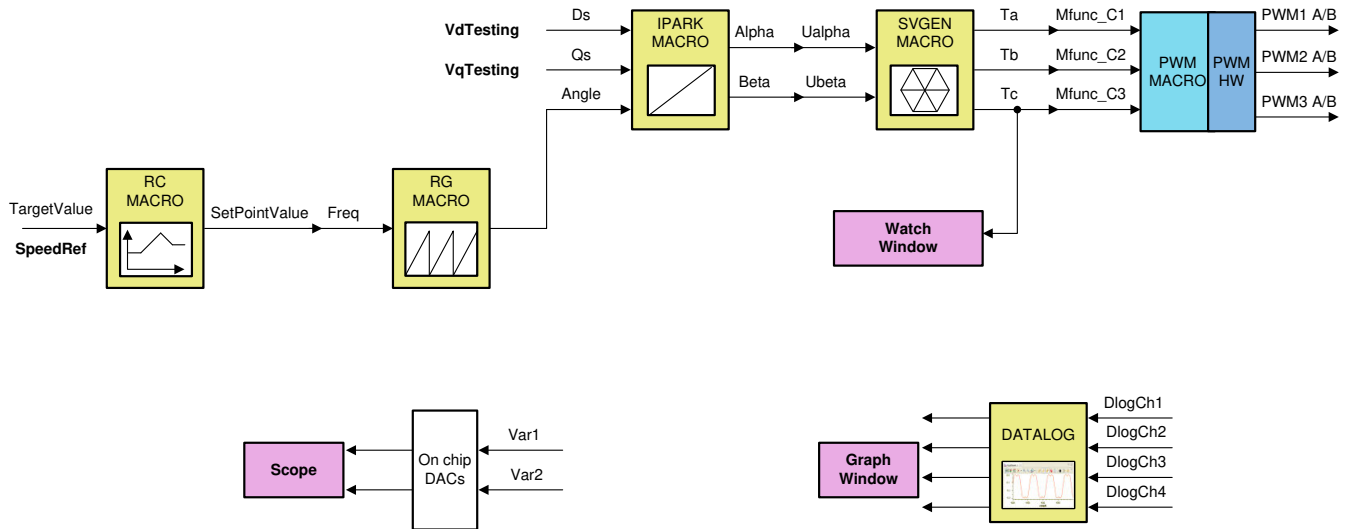 Ds
VdTesting
Qs
VqTesting
Angle
IPARK
MACRO
Alpha
Ualpha
Beta
Ubeta
SVGEN
MACRO
Ta
Mfunc_C1
Tb
Mfunc_C2
Tc
Mfunc_C3
PWM
MACRO
PWM
HW
PWM1 A/B
PWM2 A/B
PWM3 A/B
TargetValue
SpeedRef
RC
MACRO
SetPointValue
Freq
RG
MACRO
Watch
Window
Scope
On chip
DACs
Var1
Var2
Graph
Window
DATALOG
DlogCh1
DlogCh2
DlogCh3
DlogCh4